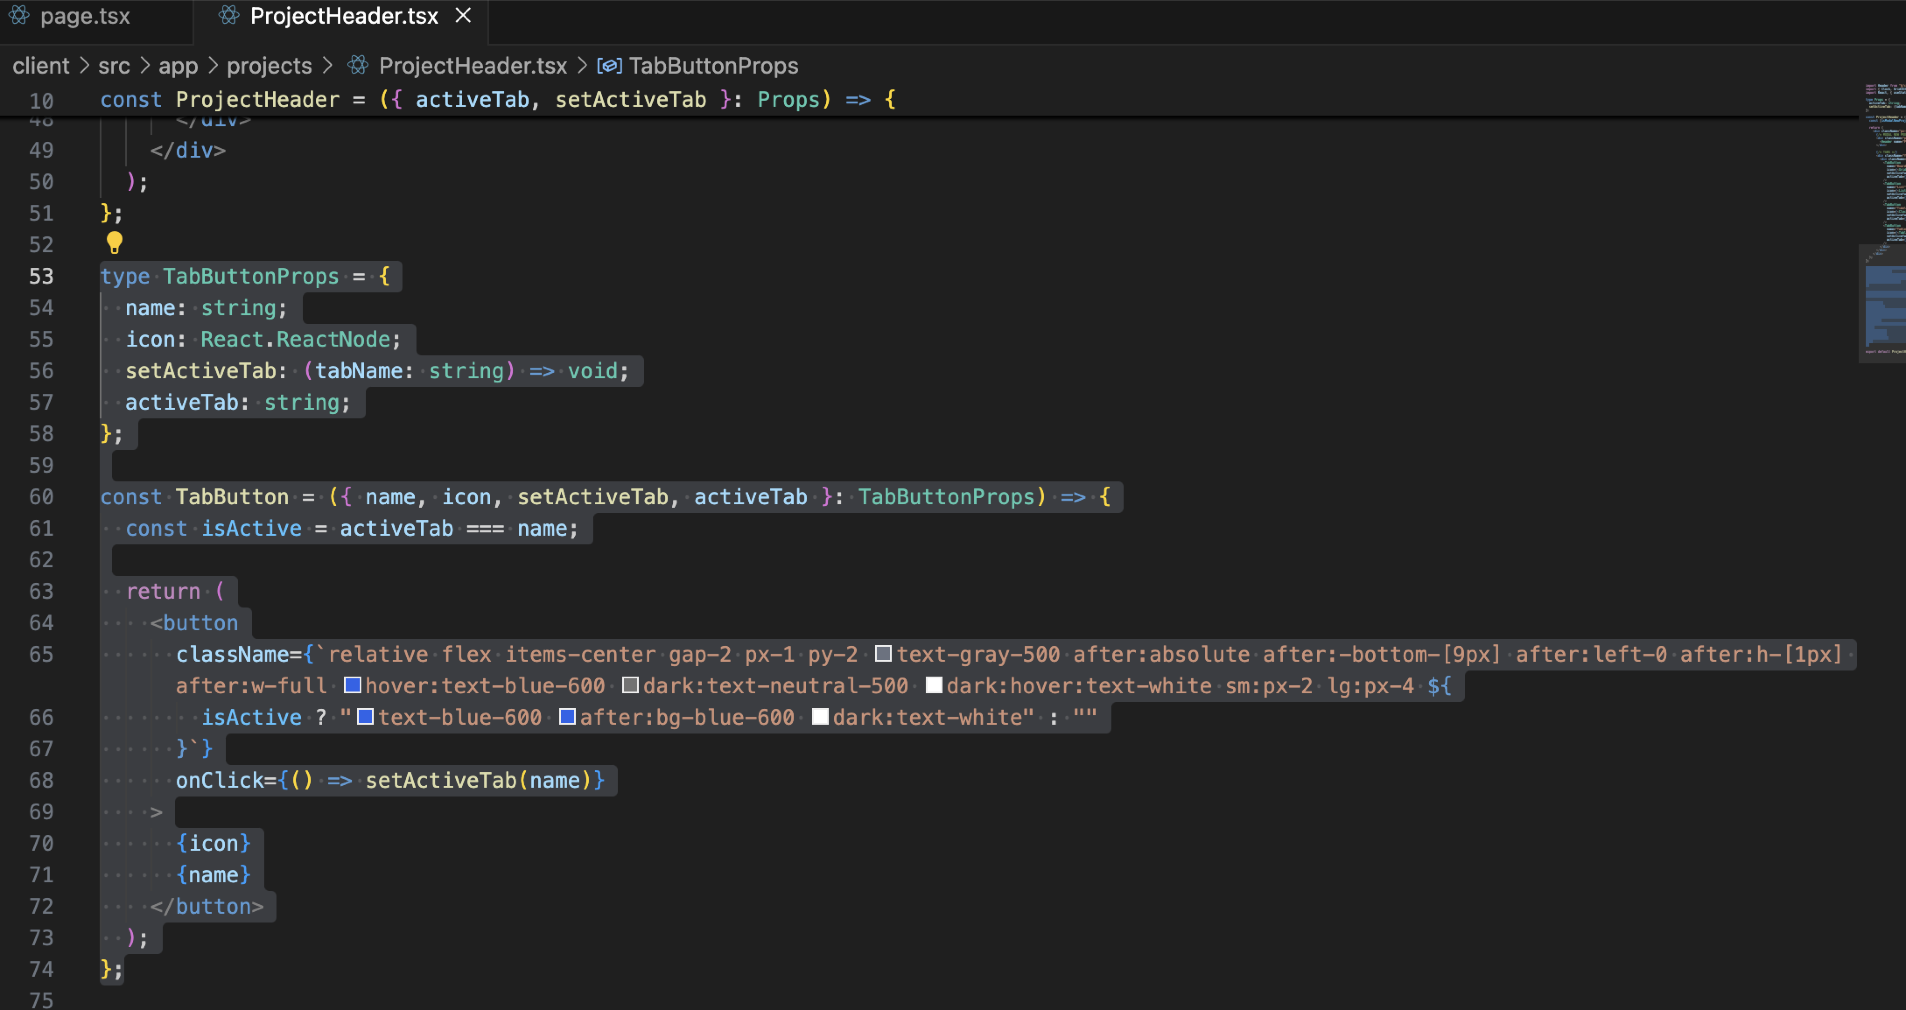 page.tsx
ProjectHeader.tsx
client > src > app > projects > ProjectHeader.tsx > TabButtonProps
10 const ProjectHeader = ({ activeTab, setActiveTab }: Props) => {
48 </div>
49 </div>
50 );
51 };
52
53 type TabButtonProps = {
54 name: string;
55 icon: React.ReactNode;
56 setActiveTab: (tabName: string) => void;
57 activeTab: string;
58 };
59
60 const TabButton = ({ name, icon, setActiveTab, activeTab }: TabButtonProps) => {
61 const isActive = activeTab === name;
62
63 return (
64 <button
65 className={`relative flex items-center gap-2 px-1 py-2 text-gray-500 after:absolute after:-bottom-[9px] after:left-0 after:h-[1px]
after:w-full hover:text-blue-600 dark:text-neutral-500 dark:hover:text-white sm:px-2 lg:px-4 ${
66 isActive ? "text-blue-600 after:bg-blue-600 dark:text-white" : ""
67 }`}
68 onClick={() => setActiveTab(name)}
69 >
70 {icon}
71 {name}
72 </button>
73 );
74 };
75